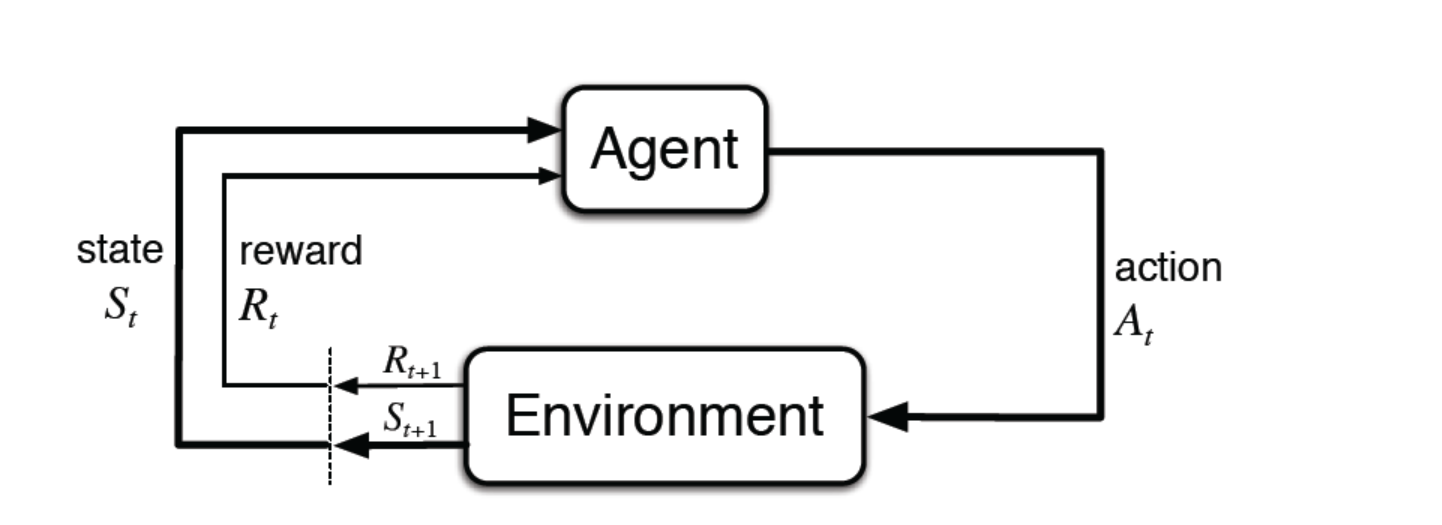 Agent
state
S_t
reward
R_t
action
A_t
R_{t+1}
S_{t+1}
Environment